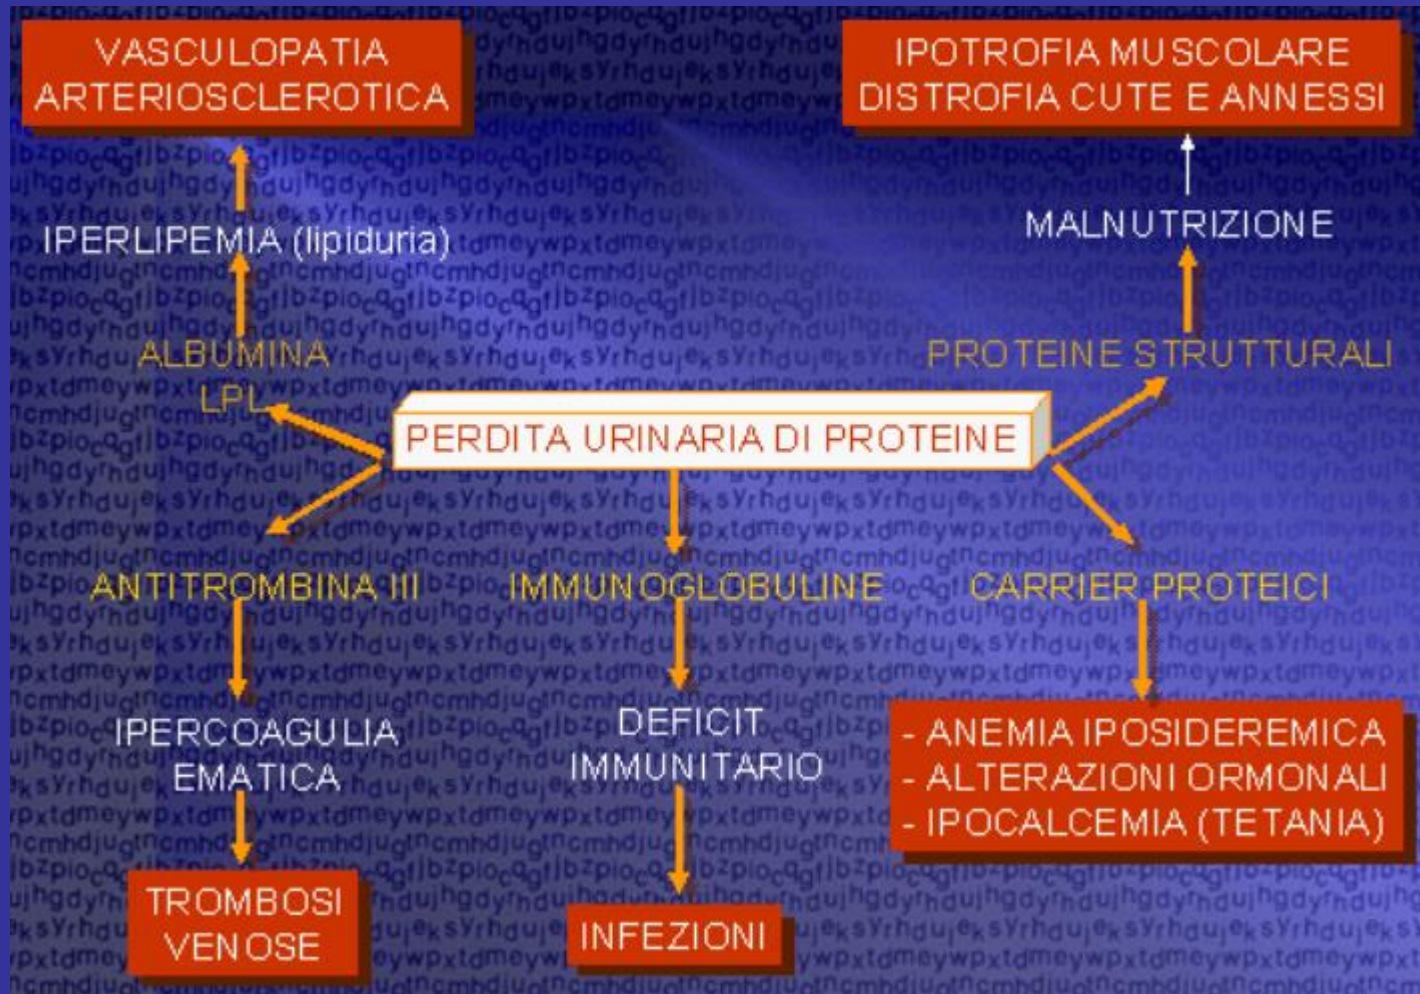 VASCULOPATIA
ARTERIOSCLEROTICA
IPOTROFIA MUSCOLARE
DISTROFIA CUTE E ANNESSI
IPERLIPEMIA (lipiduria)
MALNUTRIZIONE
ALBUMINA
LPL
PROTEINE STRUTTURALI
PERDITA URINARIA DI PROTEINE
ANTITROMBINA III
IMMUNOGLOBULINE
CARRIER PROTEICI
IPERCOAGULIA
EMATICA
DEFICIT
IMMUNITARIO
- ANEMIA IPOSIDEREMICA
- ALTERAZIONI ORMONALI
- IPOCALCEMIA (TETANIA)
TROMBOSI
VENOSE
INFEZIONI